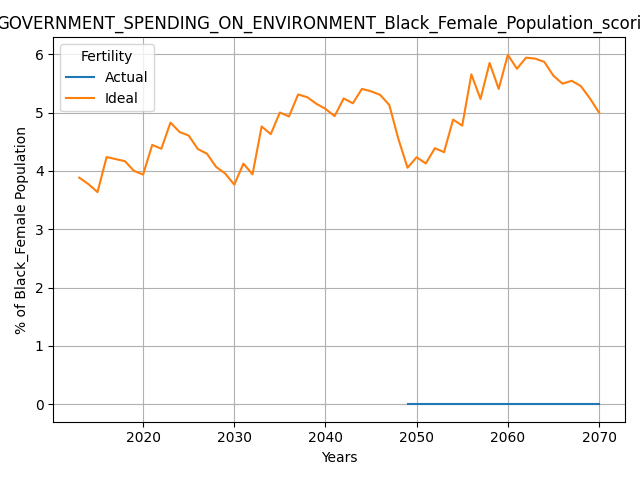 GOVERNMENT_SPENDING_ON_ENVIRONMENT_Black_Female_Population_scori
Fertility
Actual
Ideal
% of Black_Female Population
6
5
4
3
2
1
0
2020 2030 2040 2050 2060 2070
Years